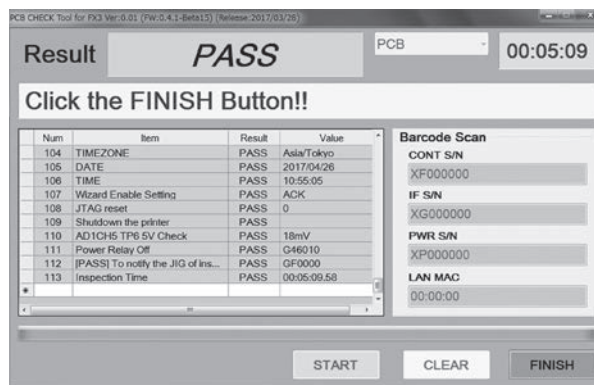 PCB CHECK Tool for FX3 Ver:0.01 (FW:0.4.1-Beta15) (Release:2017/03/26)
Result PASS PCB 00:05:09
Click the FINISH Button!!
Num Item Result Value
104 TIMEZONE PASS Asia/Tokyo
105 DATE PASS 2017/04/26
106 TIME PASS 10:55:05
107 Wizard Enable Setting PASS ACK
108 JTAG reset PASS 0
109 Shutdown the printer PASS
110 AD1CH5 TP6 5V Check PASS 18mV
111 Power Relay Off PASS G46010
112 [PASS] To notify the JIG of ins... PASS GF0000
113 Inspection Time PASS 00:05:09.58
Barcode Scan
CONT S/N
XF000000
IF S/N
XG000000
PWR S/N
XP000000
LAN MAC
00:00:00
START CLEAR FINISH